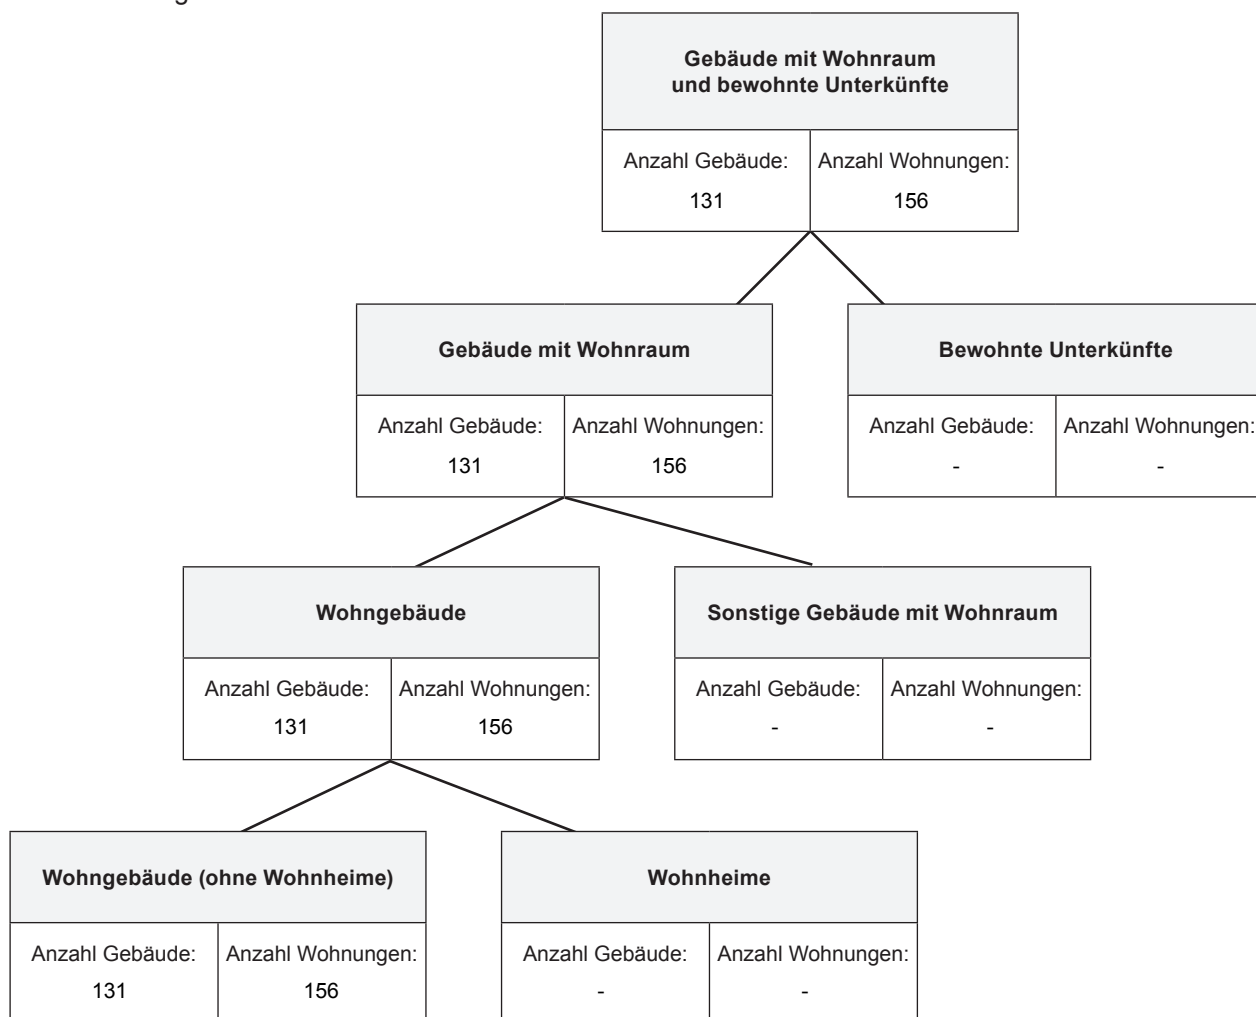 Gebäude mit Wohnraum
und bewohnte Unterkünfte
Anzahl Gebäude: Anzahl Wohnungen:
131 156
Gebäude mit Wohnraum Bewohnte Unterkünfte
Anzahl Gebäude: Anzahl Wohnungen: Anzahl Gebäude: Anzahl Wohnungen:
131 156 - -
Wohngebäude Sonstige Gebäude mit Wohnraum
Anzahl Gebäude: Anzahl Wohnungen: Anzahl Gebäude: Anzahl Wohnungen:
131 156 - -
Wohngebäude (ohne Wohnheime) Wohnheime
Anzahl Gebäude: Anzahl Wohnungen: Anzahl Gebäude: Anzahl Wohnungen:
131 156 - -